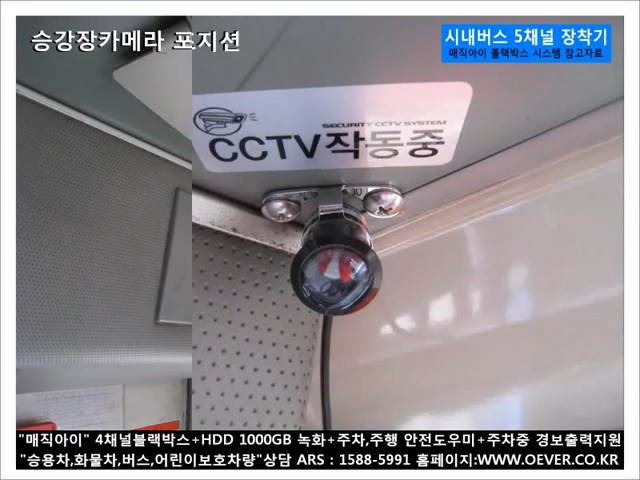 승강장카메라 포지션
시내버스 5채널 장착기
매직아이 블랙박스 시스템 참고자료
SECURITY CCTV SYSTEM
CCTV작동중
"매직아이" 4채널블랙박스+HDD 1000GB 녹화+주차,주행 안전도우미+주차중 경보출력지원
"승용차,화물차,버스,어린이보호차량"상담 ARS : 1588-5991 홈페이지:WWW.OEVER.CO.KR